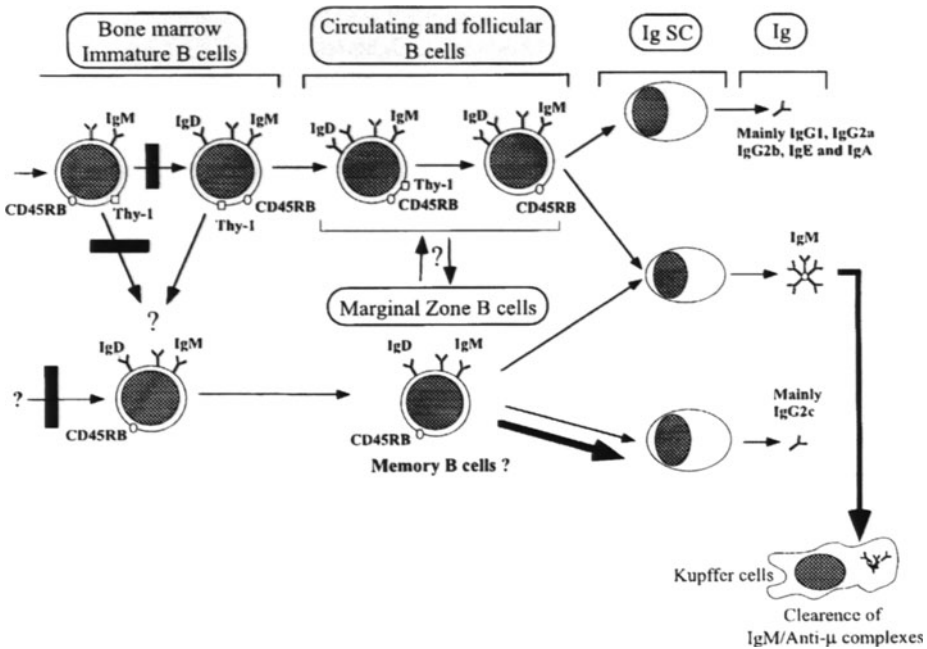 Bone marrow
Immature B cells
Circulating and follicular
B cells
Ig SC
Ig
IgM
IgD
IgM
IgD
IgM
IgD
IgM
Mainly IgG1, IgG2a
IgG2b, IgE and IgA
CD45RB
Thy-1
CD45RB
Thy-1
Thy-1
CD45RB
CD45RB
IgM
?
Marginal Zone B cells
?
IgD
IgM
IgD
IgM
?
CD45RB
CD45RB
Memory B cells ?
Mainly
IgG2c
Kupffer cells
Clearence of
IgM/Anti-μ complexes